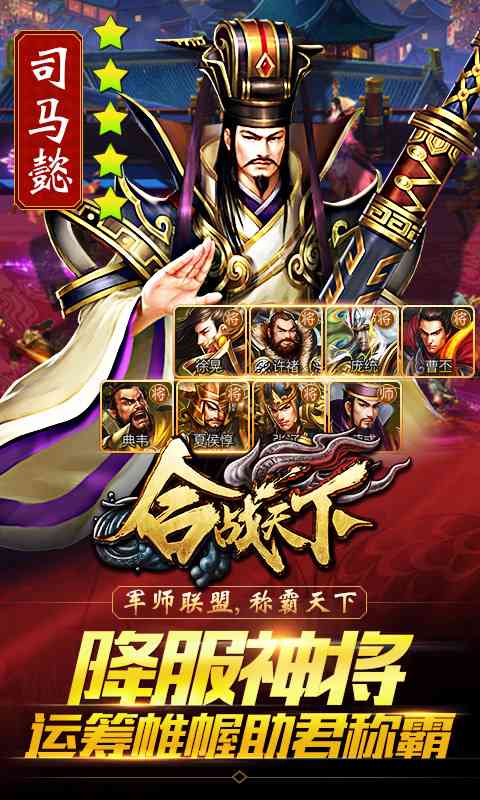 司马懿
将 将 将 将
徐晃 许褚 庞统 曹丕
将 将 将 师
典韦 夏侯惇
合战天下
军师联盟,称霸天下
降服神将
运筹帷幄助君称霸